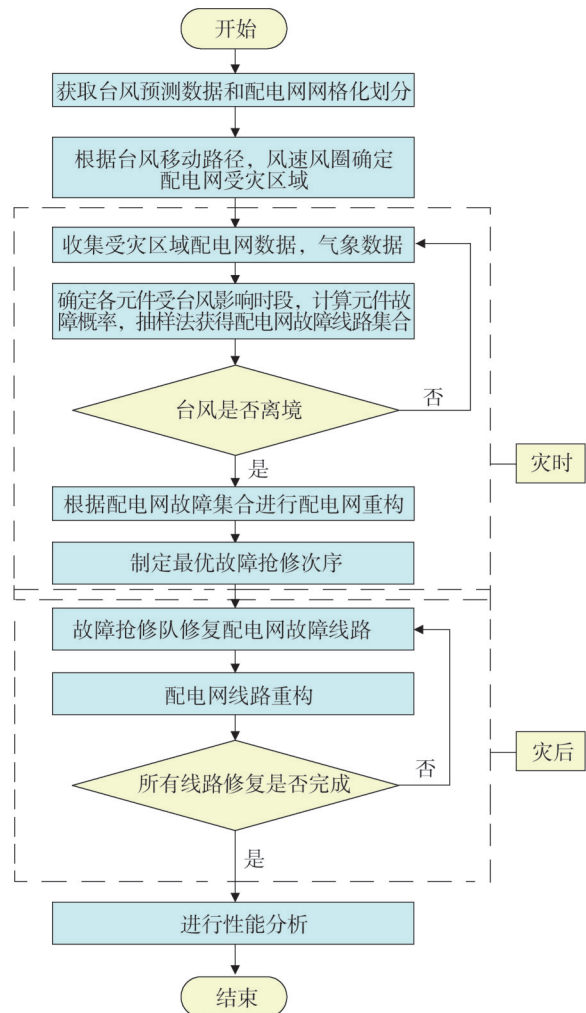 开始
获取台风预测数据和配电网网格化划分
根据台风移动路径，风速风圈确定
配电网受灾区域
收集受灾区域配电网数据，气象数据
确定各元件受台风影响时段，计算元件故
障概率，抽样法获得配电网故障线路集合
台风是否离境
否
是
灾时
根据配电网故障集合进行配电网重构
制定最优故障抢修次序
故障抢修队修复配电网故障线路
配电网线路重构
灾后
所有线路修复是否完成
否
是
进行性能分析
结束